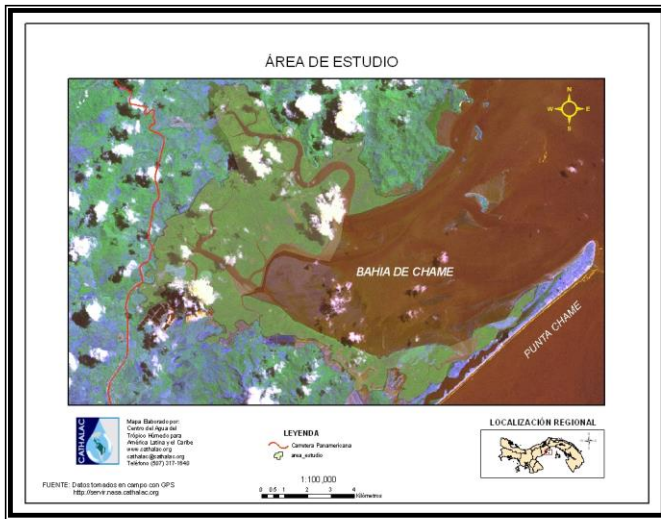 ÁREA DE ESTUDIO
N
W
E
S
BAHÍA DE CHAME
PUNTA CHAME
CATHALAC
Mapa Elaborado por:
Centro del Agua del
Trópico Húmedo para
América Latina y el Caribe
www.cathalac.org
cathalac@cathalac.org
Teléfono (507) 317-1640
LEYENDA
Carretera Panamericana
area_estudio
LOCALIZACIÓN REGIONAL
1:100,000
0 0.5 1 2 3 4
Kilómetros
FUENTE: Datos tomados en campo con GPS
http://servir.nasa.cathalac.org